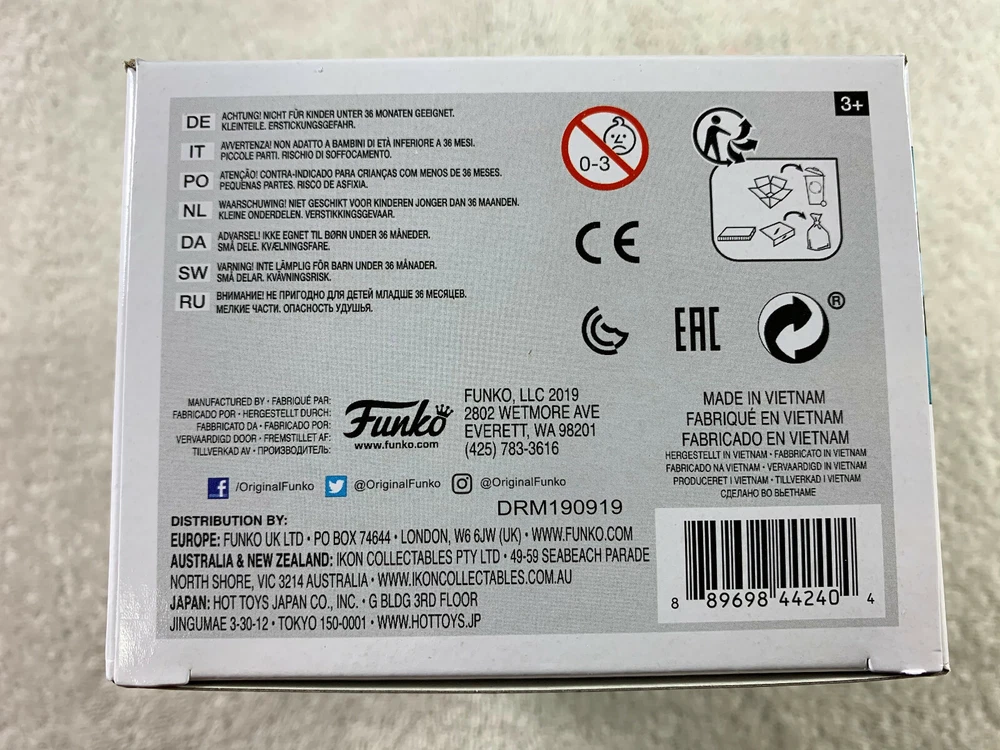 3+
DE ACHTUNG! NICHT FÜR KINDER UNTER 36 MONATEN GEEIGNET.
KLEINTEILE. ERSTICKUNGSGEFAHR.
IT AVVERTENZA! NON ADATTO A BAMBINI DI ETÀ INFERIORE A 36 MESI.
PICCOLE PARTI. RISCHIO DI SOFFOCAMENTO.
PO ATENÇÃO! CONTRA-INDICADO PARA CRIANÇAS COM MENOS DE 36 MESES.
PEQUENAS PARTES. RISCO DE ASFIXIA.
NL WAARSCHUWING! NIET GESCHIKT VOOR KINDEREN JONGER DAN 36 MAANDEN.
KLEINE ONDERDELEN. VERSTIKKINGSGEVAAR.
DA ADVARSEL! IKKE EGNET TIL BØRN UNDER 36 MÅNEDER.
SMÅ DELE. KVÆLNINGSFARE.
SW VARNING! INTE LÄMPLIG FÖR BARN UNDER 36 MÅNADER.
SMÅ DELAR. KVÄVNINGSRISK.
RU ВНИМАНИЕ! НЕ ПРИГОДНО ДЛЯ ДЕТЕЙ МЛАДШЕ 36 МЕСЯЦЕВ.
МЕЛКИЕ ЧАСТИ. ОПАСНОСТЬ УДУШЬЯ.
0-3
CE
EAC
®
MANUFACTURED BY • FABRIQUÉ PAR:
FABRICADO POR • HERGESTELLT DURCH:
FABBRICATO DA • FABRICADO POR:
VERVAARDIGD DOOR • FREMSTILLET AF:
TILLVERKAD AV • ПРОИЗВОДИТЕЛЬ:
Funko
www.funko.com
FUNKO, LLC 2019
2802 WETMORE AVE
EVERETT, WA 98201
(425) 783-3616
MADE IN VIETNAM
FABRIQUÉ EN VIETNAM
FABRICADO EN VIETNAM
HERGESTELLT IN VIETNAM • FABBRICATO IN VIETNAM
FABRICADO NA VIETNAM • VERVAARDIGD IN VIETNAM
PRODUCERET I VIETNAM • TILLVERKAD I VIETNAM
СДЕЛАНО ВО ВЬЕТНАМЕ
/OriginalFunko @OriginalFunko @OriginalFunko
DRM190919
DISTRIBUTION BY:
EUROPE: FUNKO UK LTD • PO BOX 74644 • LONDON, W6 6JW (UK) • WWW.FUNKO.COM
AUSTRALIA & NEW ZEALAND: IKON COLLECTABLES PTY LTD • 49-59 SEABEACH PARADE
NORTH SHORE, VIC 3214 AUSTRALIA • WWW.IKONCOLLECTABLES.COM.AU
JAPAN: HOT TOYS JAPAN CO., INC. • G BLDG 3RD FLOOR
JINGUMAE 3-30-12 • TOKYO 150-0001 • WWW.HOTTOYS.JP
8 89698 44240 4